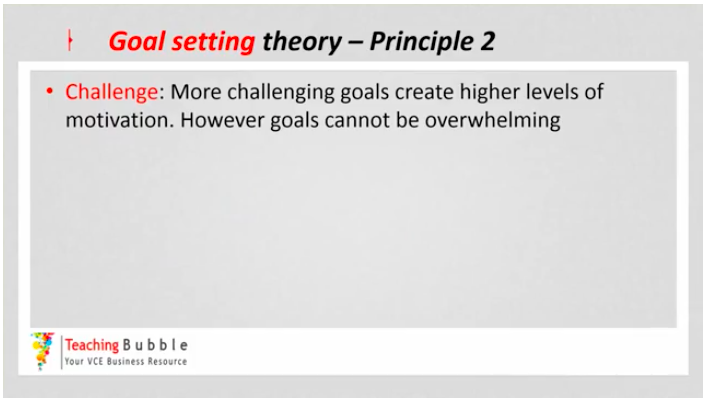 Goal setting theory – Principle 2
• Challenge: More challenging goals create higher levels of
motivation. However goals cannot be overwhelming
Teaching Bubble
Your VCE Business Resource